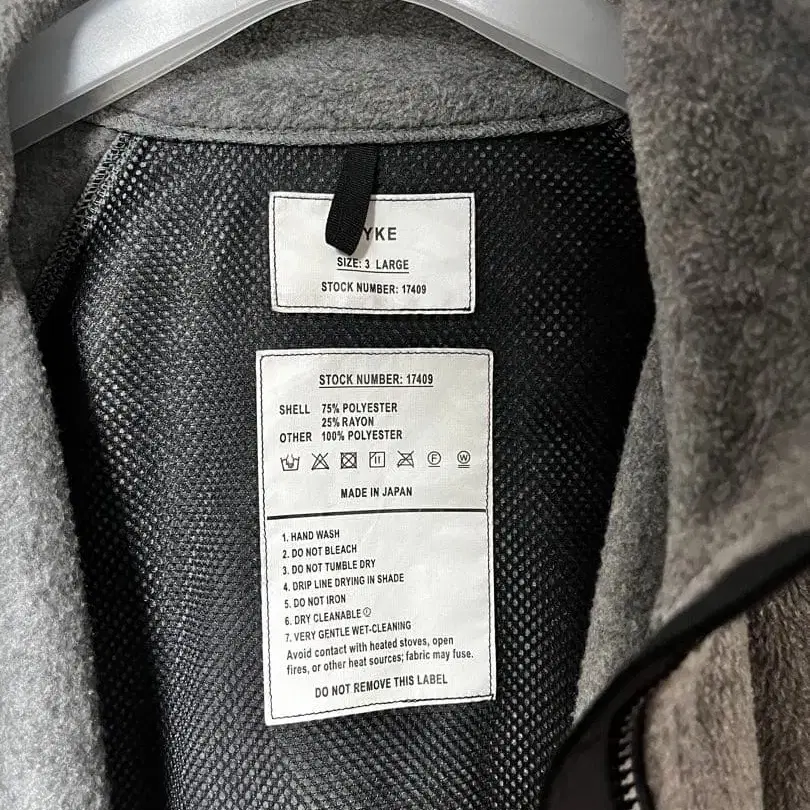 YKE
SIZE: 3 LARGE
STOCK NUMBER: 17409
STOCK NUMBER: 17409
SHELL 75% POLYESTER
25% RAYON
OTHER 100% POLYESTER
F W
MADE IN JAPAN
1. HAND WASH
2. DO NOT BLEACH
3. DO NOT TUMBLE DRY
4. DRIP LINE DRYING IN SHADE
5. DO NOT IRON
6. DRY CLEANABLE Ⓕ
7. VERY GENTLE WET-CLEANING
Avoid contact with heated stoves, open
fires, or other heat sources; fabric may fuse.
DO NOT REMOVE THIS LABEL